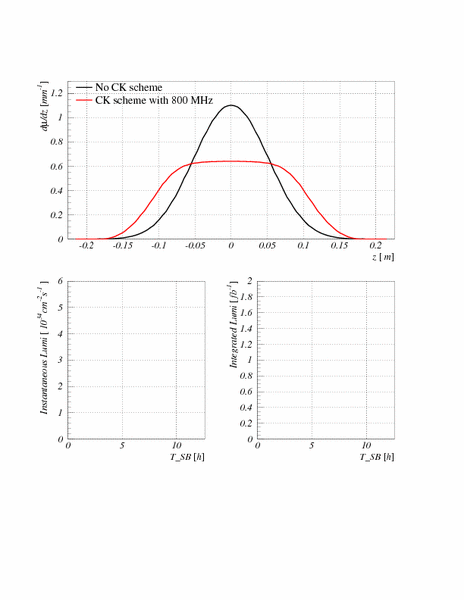 No CK scheme
CK scheme with 800 MHz
dμ/dz [mm⁻¹]
1.2
1
0.8
0.6
0.4
0.2
0
-0.2 -0.15 -0.1 -0.05 0 0.05 0.1 0.15 0.2
z [m]
Instantaneous Lumi [10³⁴cm⁻²s⁻¹]
6
5
4
3
2
1
0
0 5 10
T_SB [h]
Integrated Lumi [fb⁻¹]
2
1.8
1.6
1.4
1.2
1
0.8
0.6
0.4
0.2
0
0 5 10
T_SB [h]